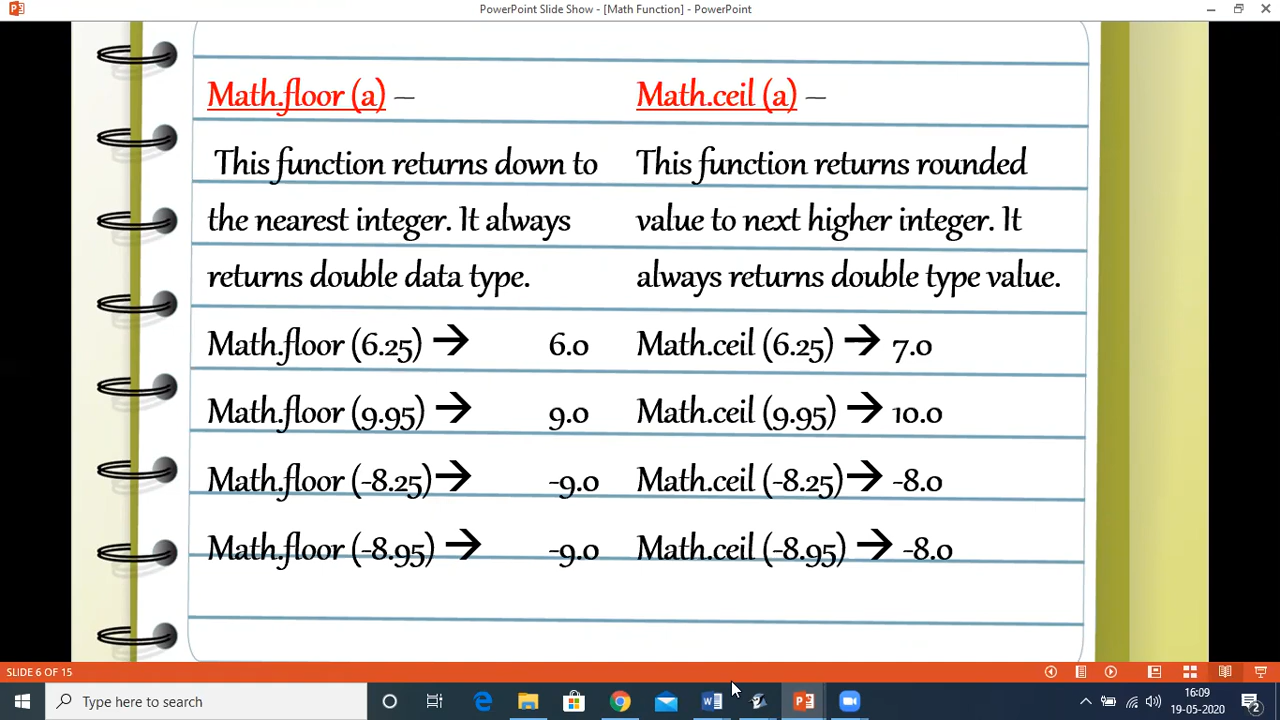 PowerPoint Slide Show - [Math Function] - PowerPoint
Math.floor (a) –
This function returns down to
the nearest integer. It always
returns double data type.
Math.floor (6.25) → 6.0
Math.floor (9.95) → 9.0
Math.floor (-8.25)→ -9.0
Math.floor (-8.95) → -9.0
Math.ceil (a) –
This function returns rounded
value to next higher integer. It
always returns double type value.
Math.ceil (6.25) → 7.0
Math.ceil (9.95) → 10.0
Math.ceil (-8.25)→ -8.0
Math.ceil (-8.95) → -8.0
SLIDE 6 OF 15
Type here to search
16:09
19-05-2020
2